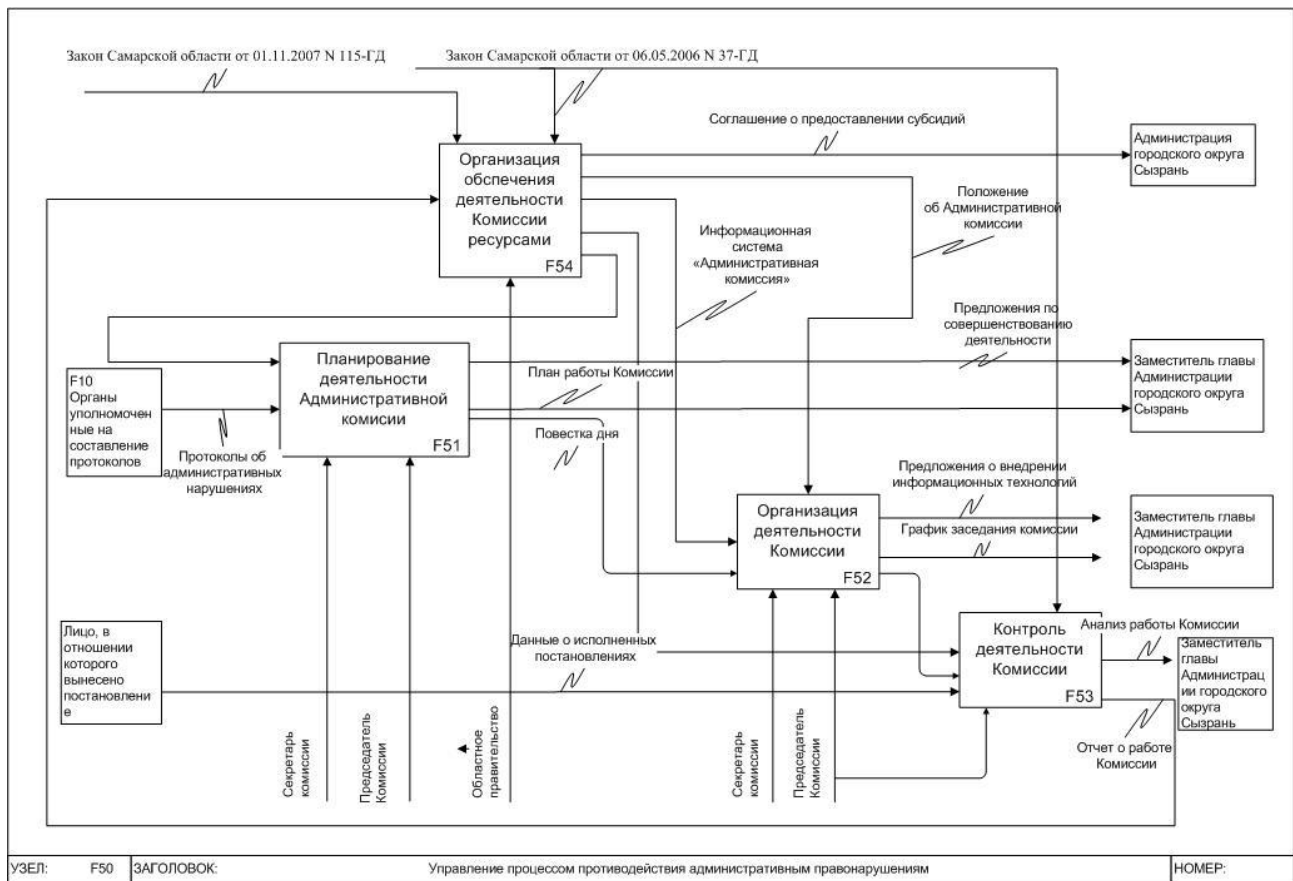 Закон Самарской области от 01.11.2007 N 115-ГД
Закон Самарской области от 06.05.2006 N 37-ГД
Соглашение о предоставлении субсидий
Администрация
городского округа
Сызрань
Организация
обспечения
деятельности
Комиссии
ресурсами
F54
Положение
об Административной
комиссии
Информационная
система
«Административная
комиссия»
Предложения по
совершенствованию
деятельности
Планирование
деятельности
Административной
комисии
F51
План работы Комиссии
Заместитель главы
Администрации
городского округа
Сызрань
F10
Органы
уполномочен
ные на
составление
протоколов
Протоколы об
административных
нарушениях
Повестка дня
Предложения о внедрении
информационных технологий
График заседания комиссии
Организация
деятельности
Комиссии
F52
Заместитель главы
Администрации
городского округа
Сызрань
Лицо, в
отношении
которого
вынесено
постановлени
е
Данные о исполненных
постановлениях
Контроль
деятельности
Комиссии
F53
Анализ работы Комиссии
Заместитель
главы
Администрац
ии городского
округа
Сызрань
Отчет о работе
Комиссии
Секретарь
комиссии
Председатель
Комиссии
Областное
правительство
Секретарь
комиссии
Председатель
Комиссии
УЗЕЛ: F50 ЗАГОЛОВОК: Управление процессом противодействия административным правонарушениям НОМЕР: